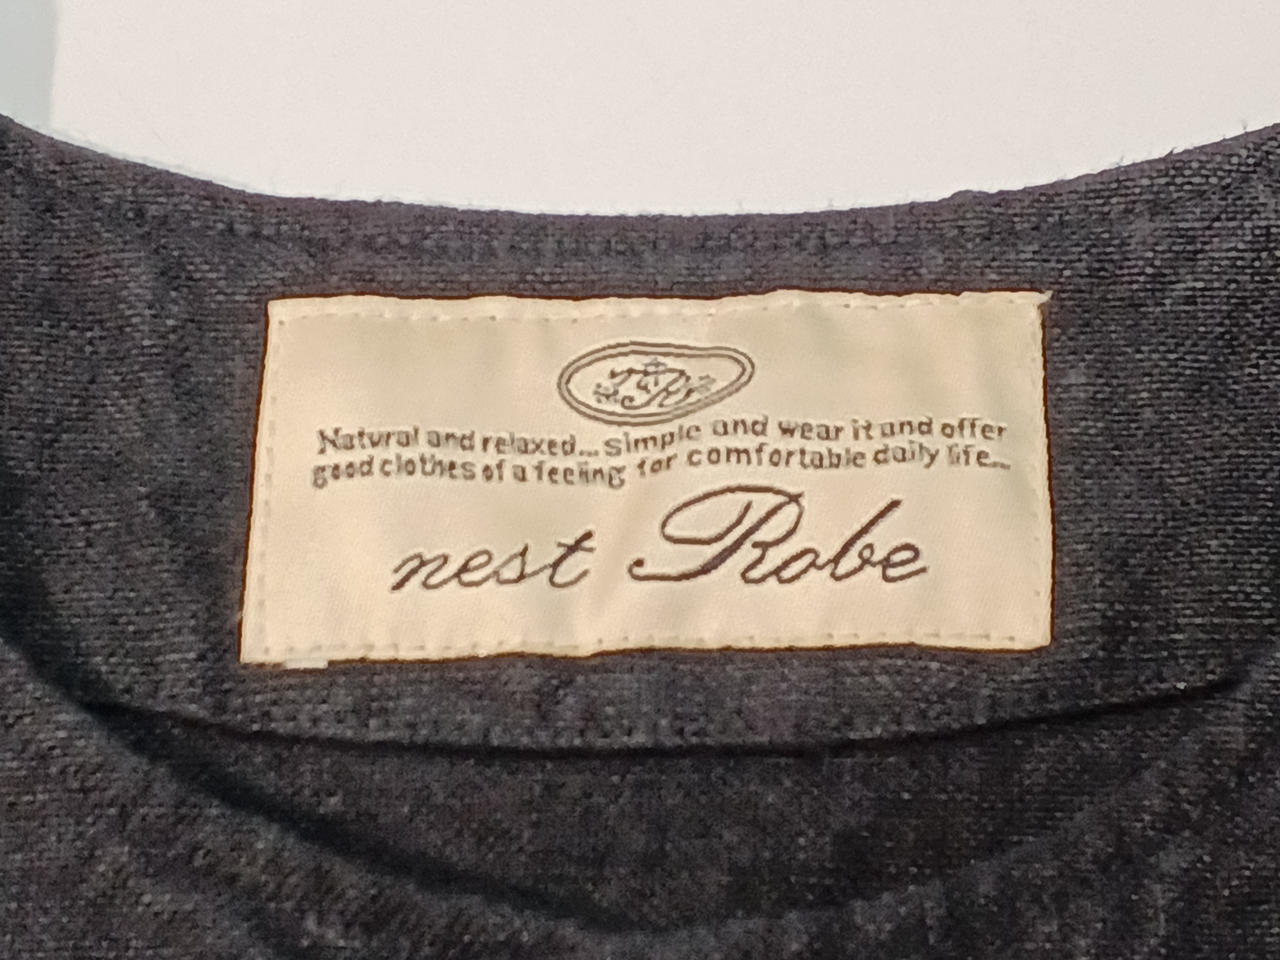 Natural and relaxed... simple and wear it and offer
good clothes of a feeling for comfortable daily life...
nest Robe